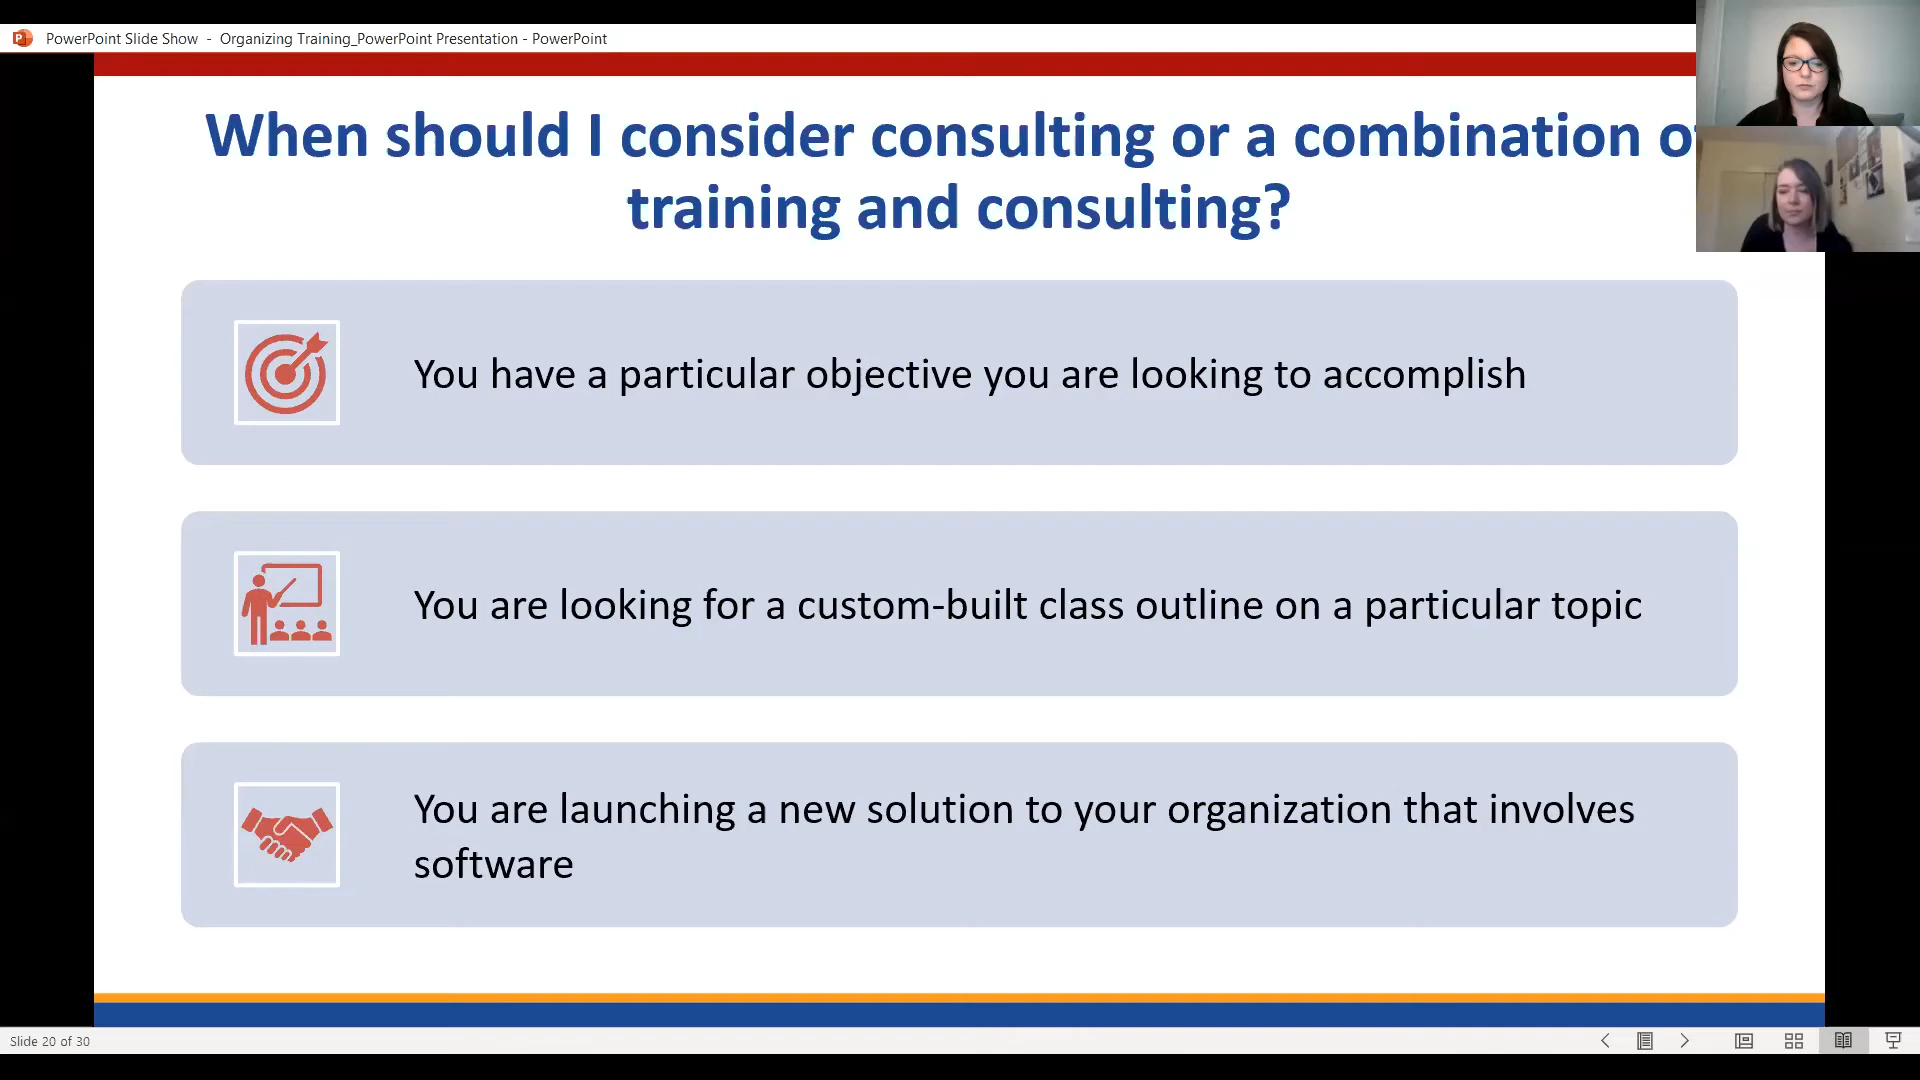 PowerPoint Slide Show - Organizing Training_PowerPoint Presentation - PowerPoint
When should I consider consulting or a combination o
training and consulting?
You have a particular objective you are looking to accomplish
You are looking for a custom-built class outline on a particular topic
You are launching a new solution to your organization that involves
software
Slide 20 of 30